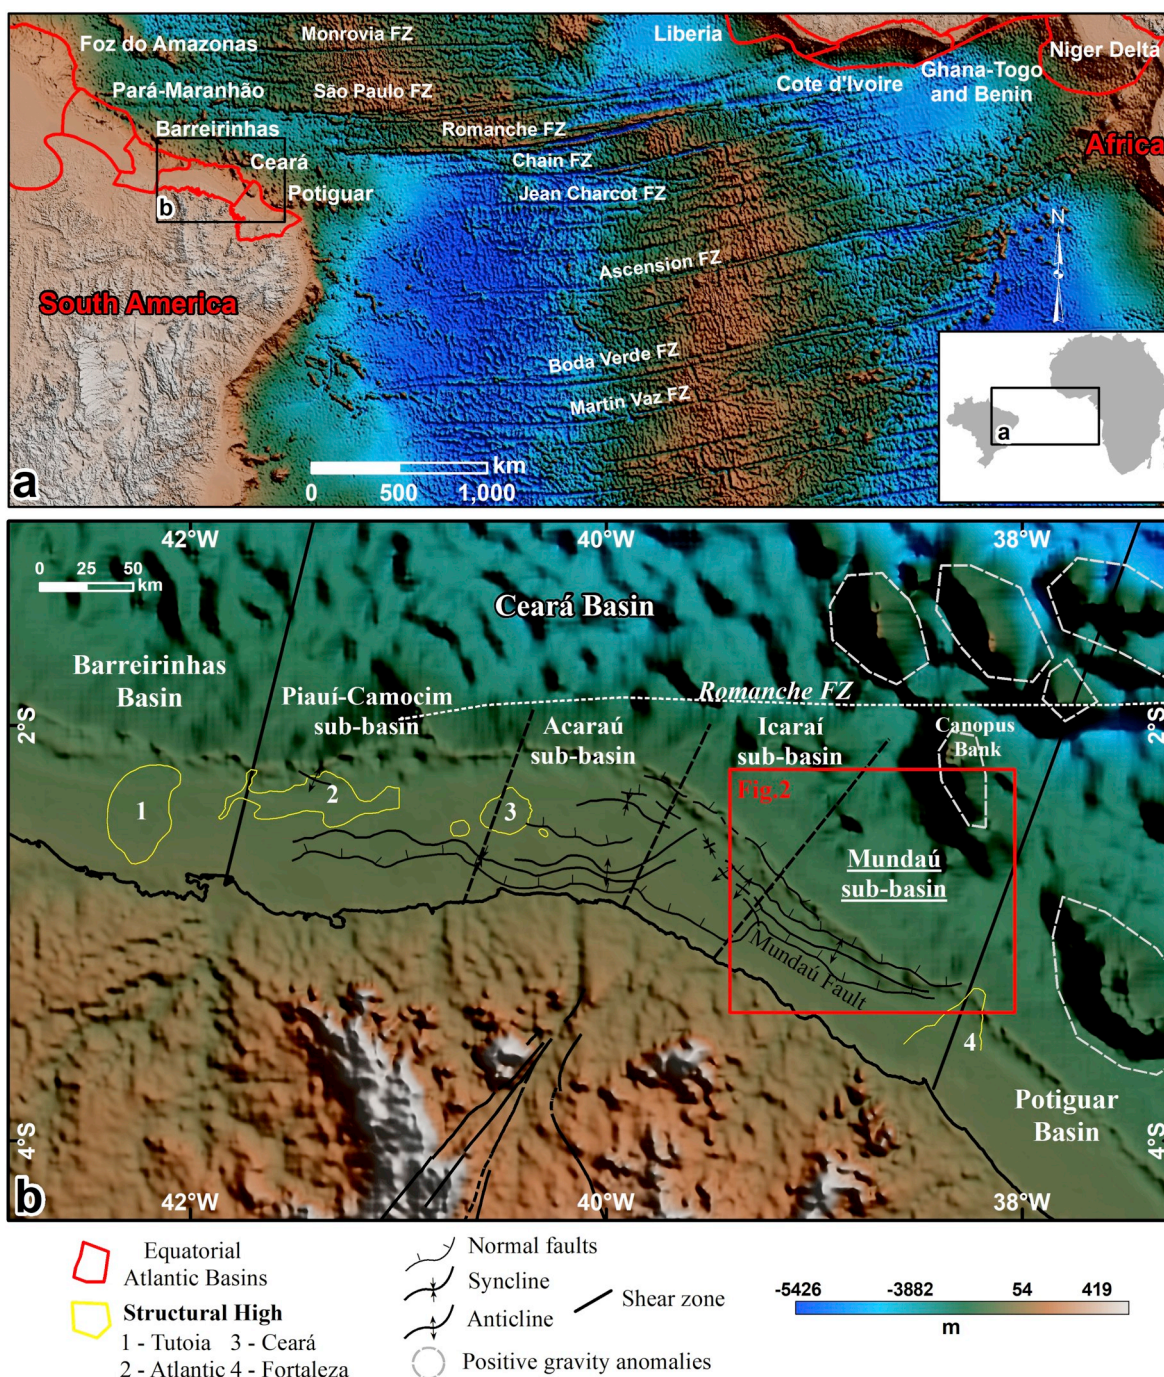 Monrovia FZ
Liberia
Foz do Amazonas
Niger Delta
Ghana-Togo
and Benin
Cote d'Ivoire
Pará-Maranhão
São Paulo FZ
Barreirinhas
Romanche FZ
Africa
Ceará
Chain FZ
Potiguar
Jean Charcot FZ
b
N
Ascension FZ
South America
Boda Verde FZ
Martin Vaz FZ
a
km
0 500 1,000
a
42°W 40°W 38°W
0 25 50
km
Ceará Basin
Barreirinhas
Basin
Piauí-Camocim
sub-basin
Romanche FZ
2°S
2°S
Acaraú
sub-basin
Icaraí
sub-basin
Canopus
Bank
Fig.2
1
2
3
Mundaú
sub-basin
Mundaú Fault
4
Potiguar
Basin
4°S
4°S
b
42°W 40°W 38°W
Equatorial
Atlantic Basins
Structural High
1 - Tutoia 3 - Ceará
2 - Atlantic 4 - Fortaleza
Normal faults
Syncline
Anticline
Positive gravity anomalies
Shear zone
-5426 -3882 54 419
m